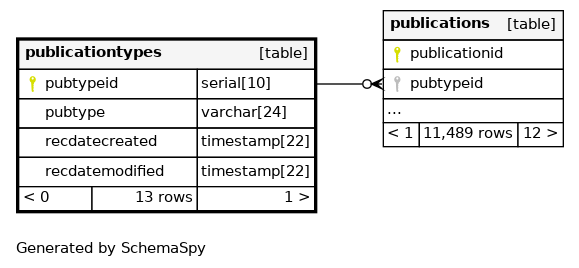 publicationtypes [table]
pubtypeid serial[10]
pubtype varchar[24]
recdatecreated timestamp[22]
recdatemodified timestamp[22]
< 0 13 rows 1 >
publications [table]
publicationid
pubtypeid
...
< 1 11,489 rows 12 >
Generated by SchemaSpy